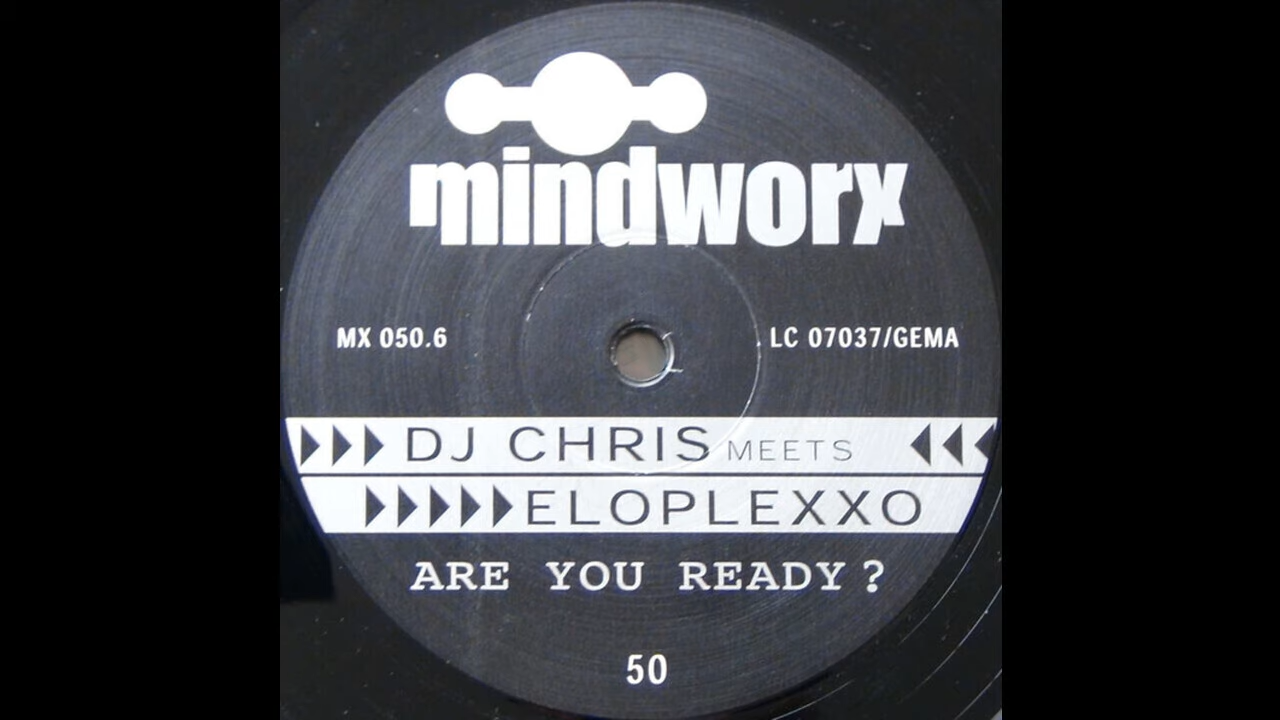 mindworx
MX 050.6
LC 07037/GEMA
DJ CHRIS MEETS
ELOPLEXXO
ARE YOU READY ?
50